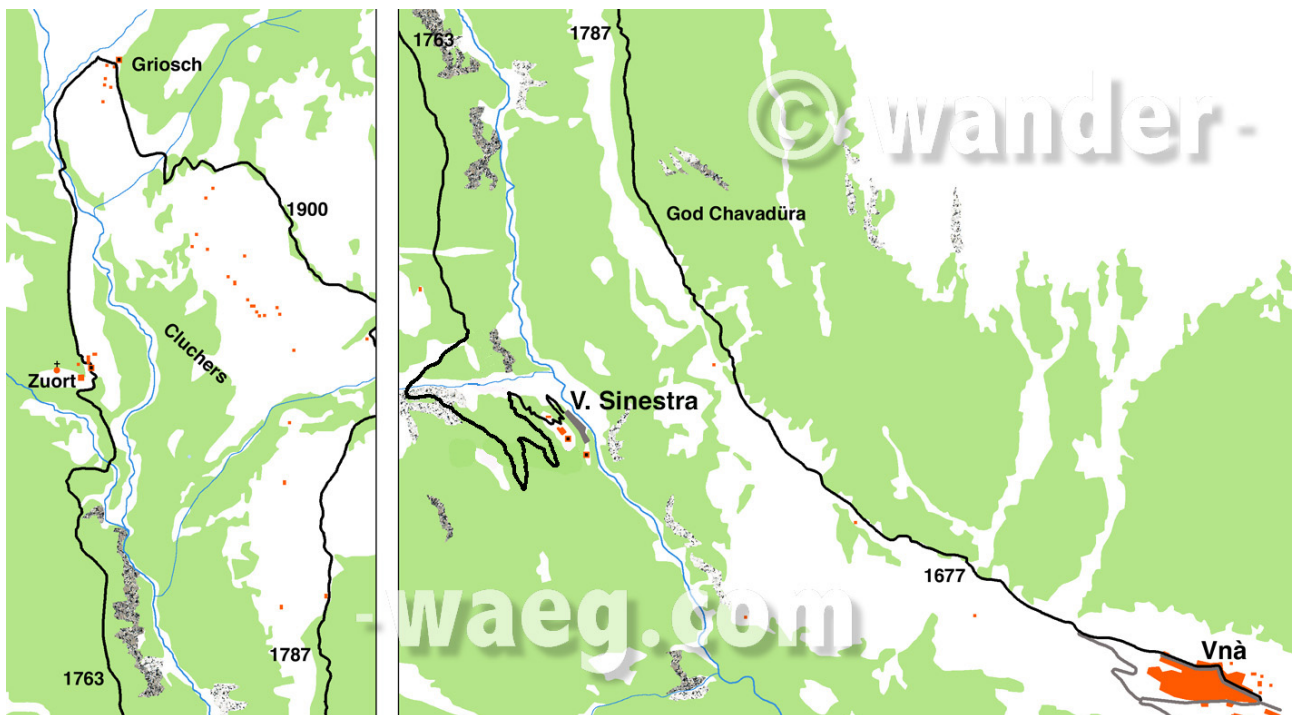 Griosch
1900
Cluchers
Zuort
1763
1787
1763
1787
© wander -
God Chavadüra
V. Sinestra
1677
-waeg.com
Vnà